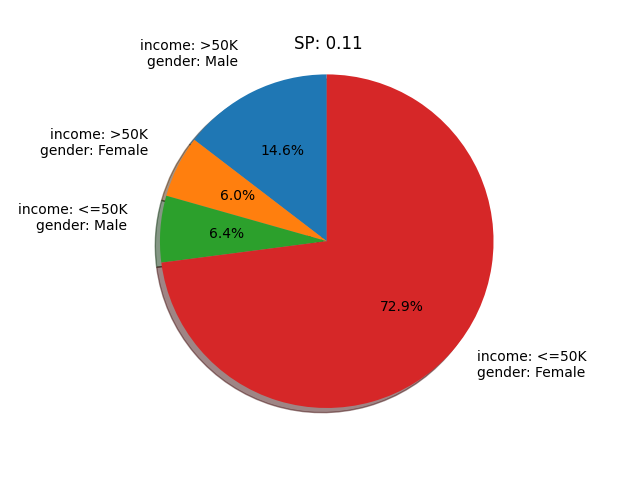 SP: 0.11
income: >50K
gender: Male
14.6%
income: >50K
gender: Female
6.0%
income: <=50K
gender: Male
6.4%
72.9%
income: <=50K
gender: Female